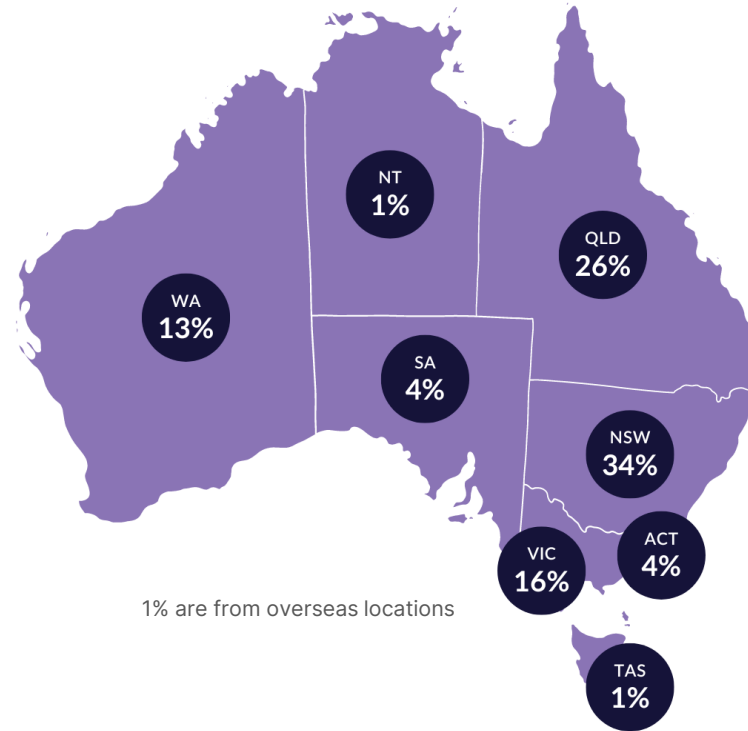 NT
1%
QLD
26%
WA
13%
SA
4%
NSW
34%
ACT
4%
VIC
16%
1% are from overseas locations
TAS
1%